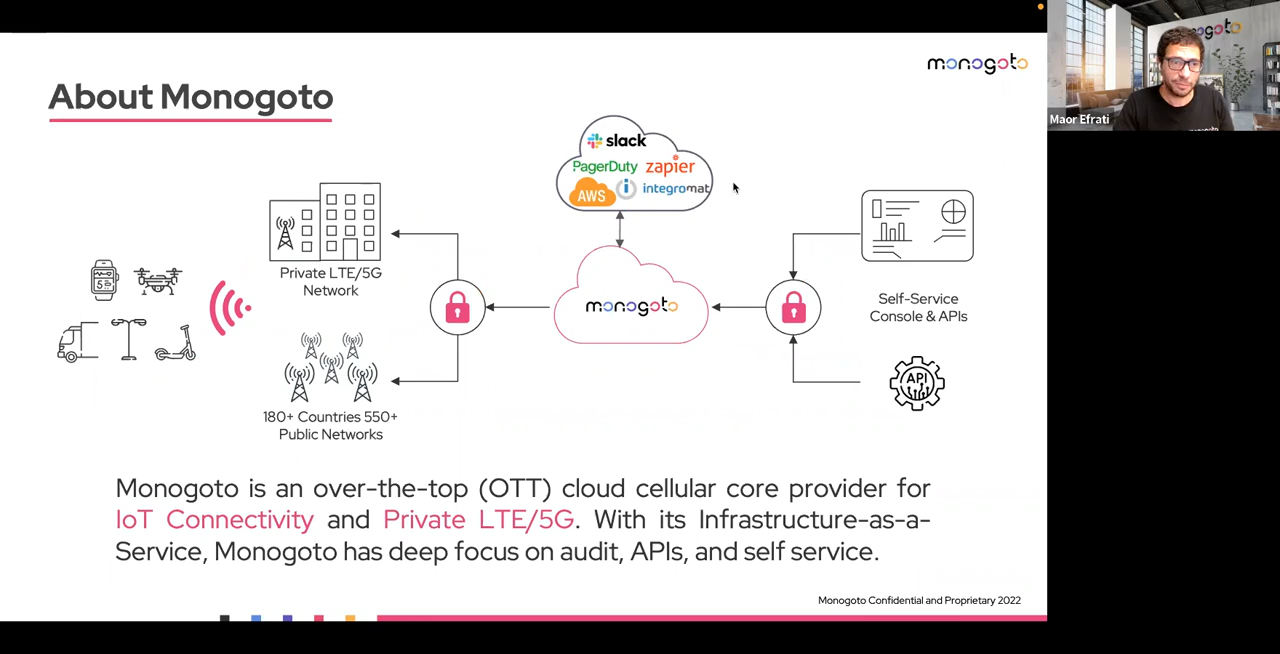 monogoto
monogoto
About Monogoto
Maor Efrati
monogoto
slack
PagerDuty zapier
AWS integromat
Private LTE/5G
Network
5
monogoto
Self-Service
Console & APIs
API
180+ Countries 550+
Public Networks
Monogoto is an over-the-top (OTT) cloud cellular core provider for
IoT Connectivity and Private LTE/5G. With its Infrastructure-as-a-
Service, Monogoto has deep focus on audit, APIs, and self service.
Monogoto Confidential and Proprietary 2022